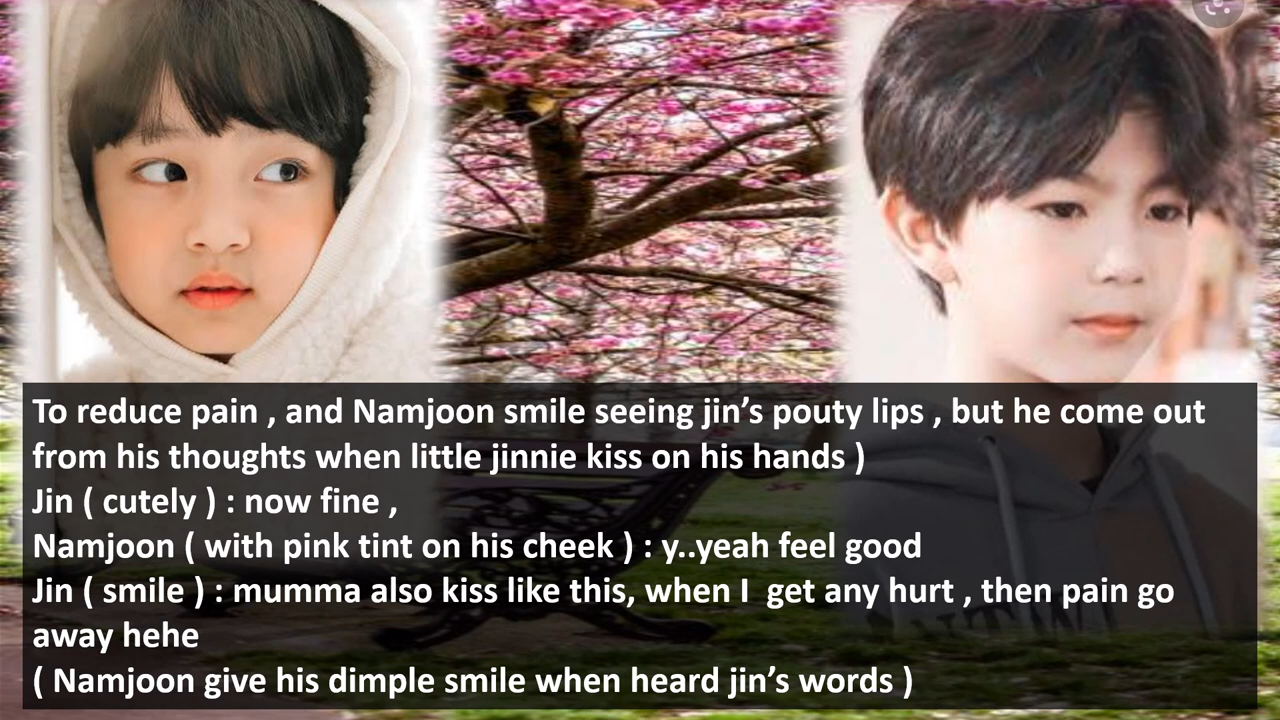 To reduce pain , and Namjoon smile seeing jin’s pouty lips , but he come out
from his thoughts when little jinnie kiss on his hands )
Jin ( cutely ) : now fine ,
Namjoon ( with pink tint on his cheek ) : y..yeah feel good
Jin ( smile ) : mumma also kiss like this, when I  get any hurt , then pain go
away hehe
( Namjoon give his dimple smile when heard jin’s words )